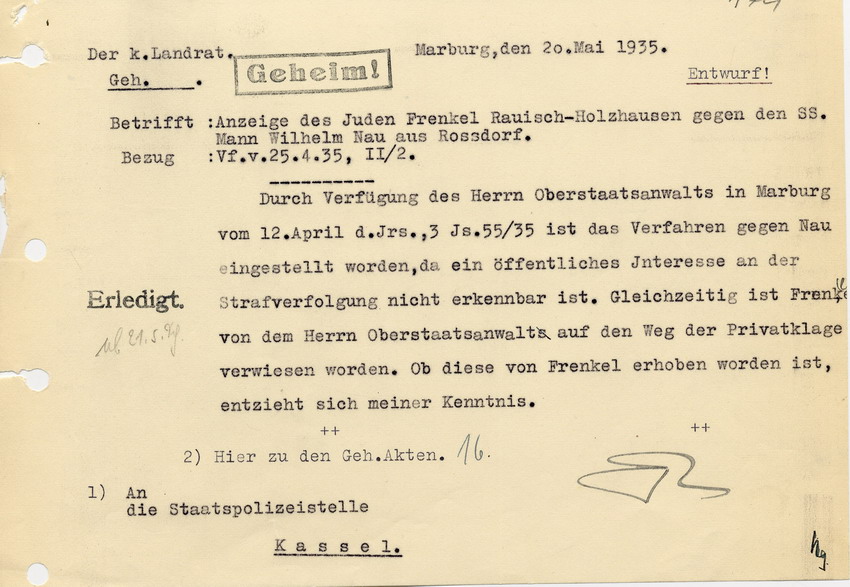 Der k.Landrat.
Geh.   .
Geheim!
Marburg,den 2o.Mai 1935.
Entwurf!
Betrifft :Anzeige des Juden Frenkel Rauisch-Holzhausen gegen den SS.
Mann Wilhelm Nau aus Rossdorf.
Bezug :Vf.v.25.4.35, II/2.
Durch Verfügung des Herrn Oberstaatsanwalts in Marburg
vom 12.April d.Jrs.,3 Js.55/35 ist das Verfahren gegen Nau
eingestellt worden,da ein öffentliches Jnteresse an der
Erledigt.
Strafverfolgung nicht erkennbar ist. Gleichzeitig ist Frenkel
von dem Herrn Oberstaatsanwalts auf den Weg der Privatklage
21.5.
verwiesen worden. Ob diese von Frenkel erhoben worden ist,
entzieht sich meiner Kenntnis.
++ ++
2) Hier zu den Geh.Akten. 16.
1) An
die Staatspolizeistelle
K a s s e l.